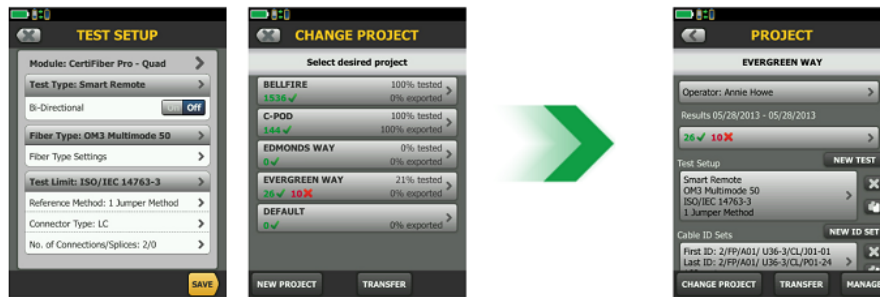 TEST SETUP
Module: CertiFiber Pro - Quad
Test Type: Smart Remote
Bi-Directional On Off
Fiber Type: OM3 Multimode 50
Fiber Type Settings
Test Limit: ISO/IEC 14763-3
Reference Method: 1 Jumper Method
Connector Type: LC
No. of Connections/Splices: 2/0
SAVE
CHANGE PROJECT
Select desired project
BELLFIRE 100% tested
1536 ✓ 0% exported
C-POD 100% tested
144 ✓ 100% exported
EDMONDS WAY 0% tested
0 ✓ 0% exported
EVERGREEN WAY 21% tested
26 ✓ 10 ✗ 0% exported
DEFAULT
0 ✓ 0% exported
NEW PROJECT TRANSFER
PROJECT
EVERGREEN WAY
Operator: Annie Howe
Results 05/28/2013 - 05/28/2013
26 ✓ 10 ✗
Test Setup NEW TEST
Smart Remote
OM3 Multimode 50
ISO/IEC 14763-3
1 Jumper Method
Cable ID Sets NEW ID SET
First ID: 2/FP/A01/ U36-3/CL/J01-01
Last ID: 2/FP/A01/ U36-3/CL/P01-24
CHANGE PROJECT TRANSFER MANAGE